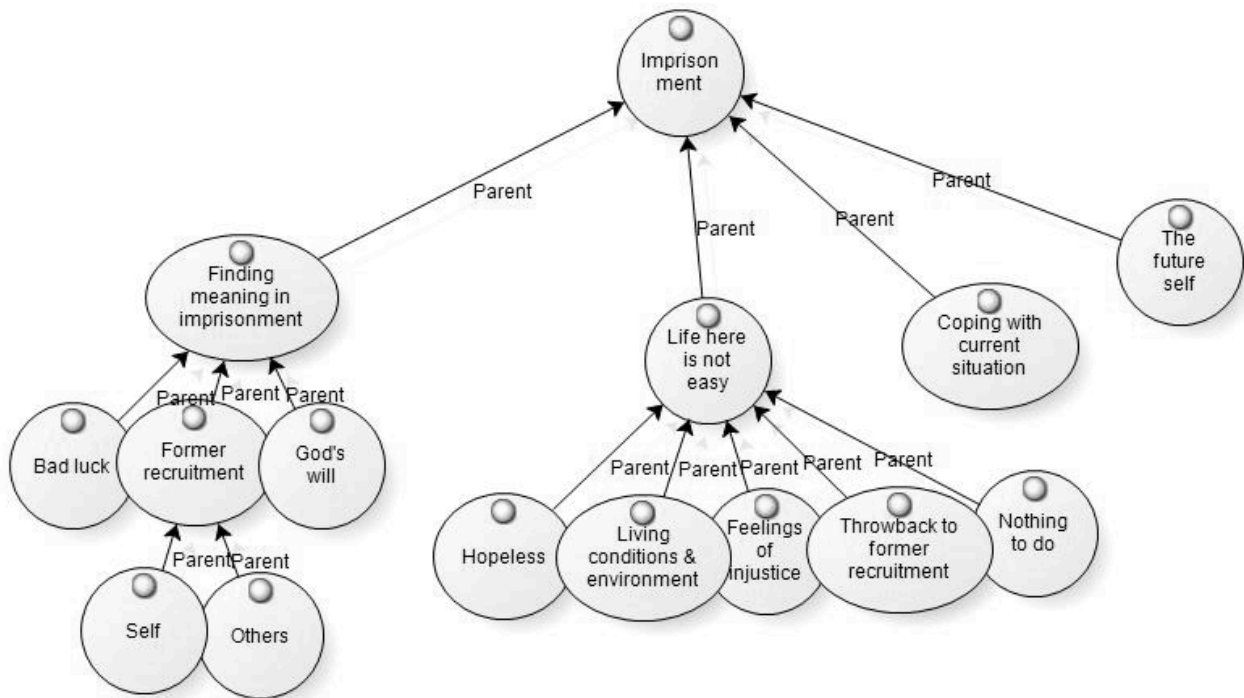 Imprison
ment
Parent
Parent
Parent
Parent
Finding
meaning in
imprisonment
Life here
is not
easy
Coping with
current
situation
The
future
self
Parent
Parent
Parent
Bad luck
Former
recruitment
God's
will
Parent
Parent
Parent
Parent
Parent
Hopeless
Living
conditions &
environment
Feelings
of
injustice
Throwback to
former
recruitment
Nothing
to do
Parent
Parent
Self
Others